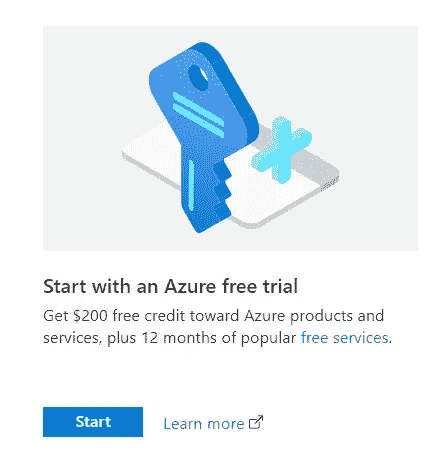 Start with an Azure free trial
Get $200 free credit toward Azure products and
services, plus 12 months of popular free services.
Start
Learn more